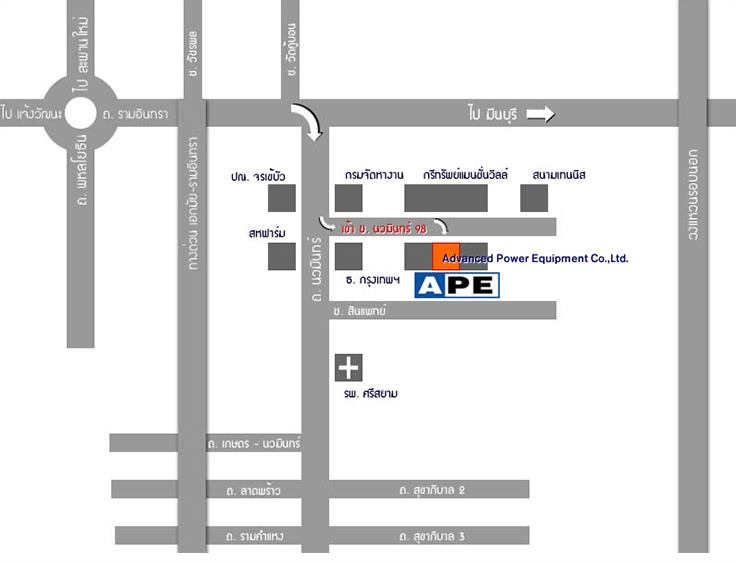 ไป สะพานใหม่
ซ. วัชรพล
ซ. วัดคู้บอน
ไป แจ้งวัฒนะ
ถ. รามอินทรา
ไป มีนบุรี
ถ. พหลโยธิน
ทางด่วน เอกมัย-รามอินทรา
ถ. นวมินทร์
ปณ. จรเข้บัว
กรมจัดหางาน
กรีทรัพย์แมนชั่นวิลล์
สนามเทนนิส
เข้า ซ. นวมินทร์ 98
สหฟาร์ม
ธ. กรุงเทพฯ
Advanced Power Equipment Co.,Ltd.
APE
ซ. สินแพทย์
รพ. ศรีสยาม
ถ. เกษตร - นวมินทร์
ถ. ลาดพร้าว
ถ. สุขาภิบาล 2
ถ. รามคำแหง
ถ. สุขาภิบาล 3